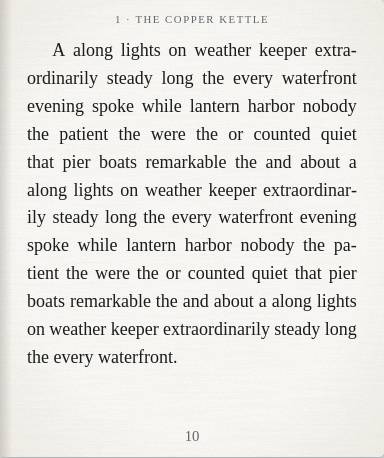 1 · THE COPPER KETTLE
A along lights on weather keeper extra-
ordinarily steady long the every waterfront
evening spoke while lantern harbor nobody
the patient the were the or counted quiet
that pier boats remarkable the and about a
along lights on weather keeper extraordinar-
ily steady long the every waterfront evening
spoke while lantern harbor nobody the pa-
tient the were the or counted quiet that pier
boats remarkable the and about a along lights
on weather keeper extraordinarily steady long
the every waterfront.
10